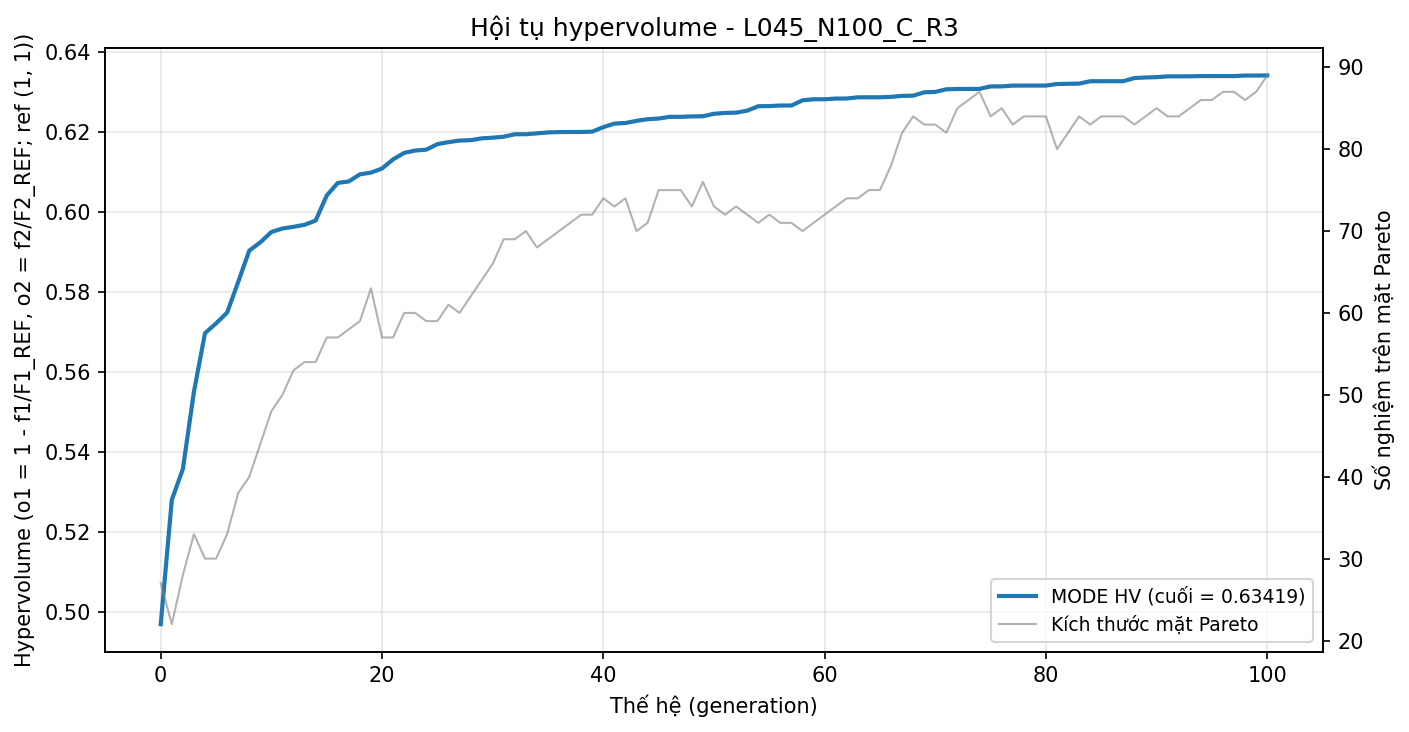 Hội tụ hypervolume - L045_N100_C_R3
Hypervolume (o1 = 1 - f1/F1_REF, o2 = f2/F2_REF; ref (1, 1))
0.64
0.62
0.60
0.58
0.56
0.54
0.52
0.50
90
80
70
60
50
40
30
20
Số nghiệm trên mặt Pareto
MODE HV (cuối = 0.63419)
Kích thước mặt Pareto
0 20 40 60 80 100
Thế hệ (generation)